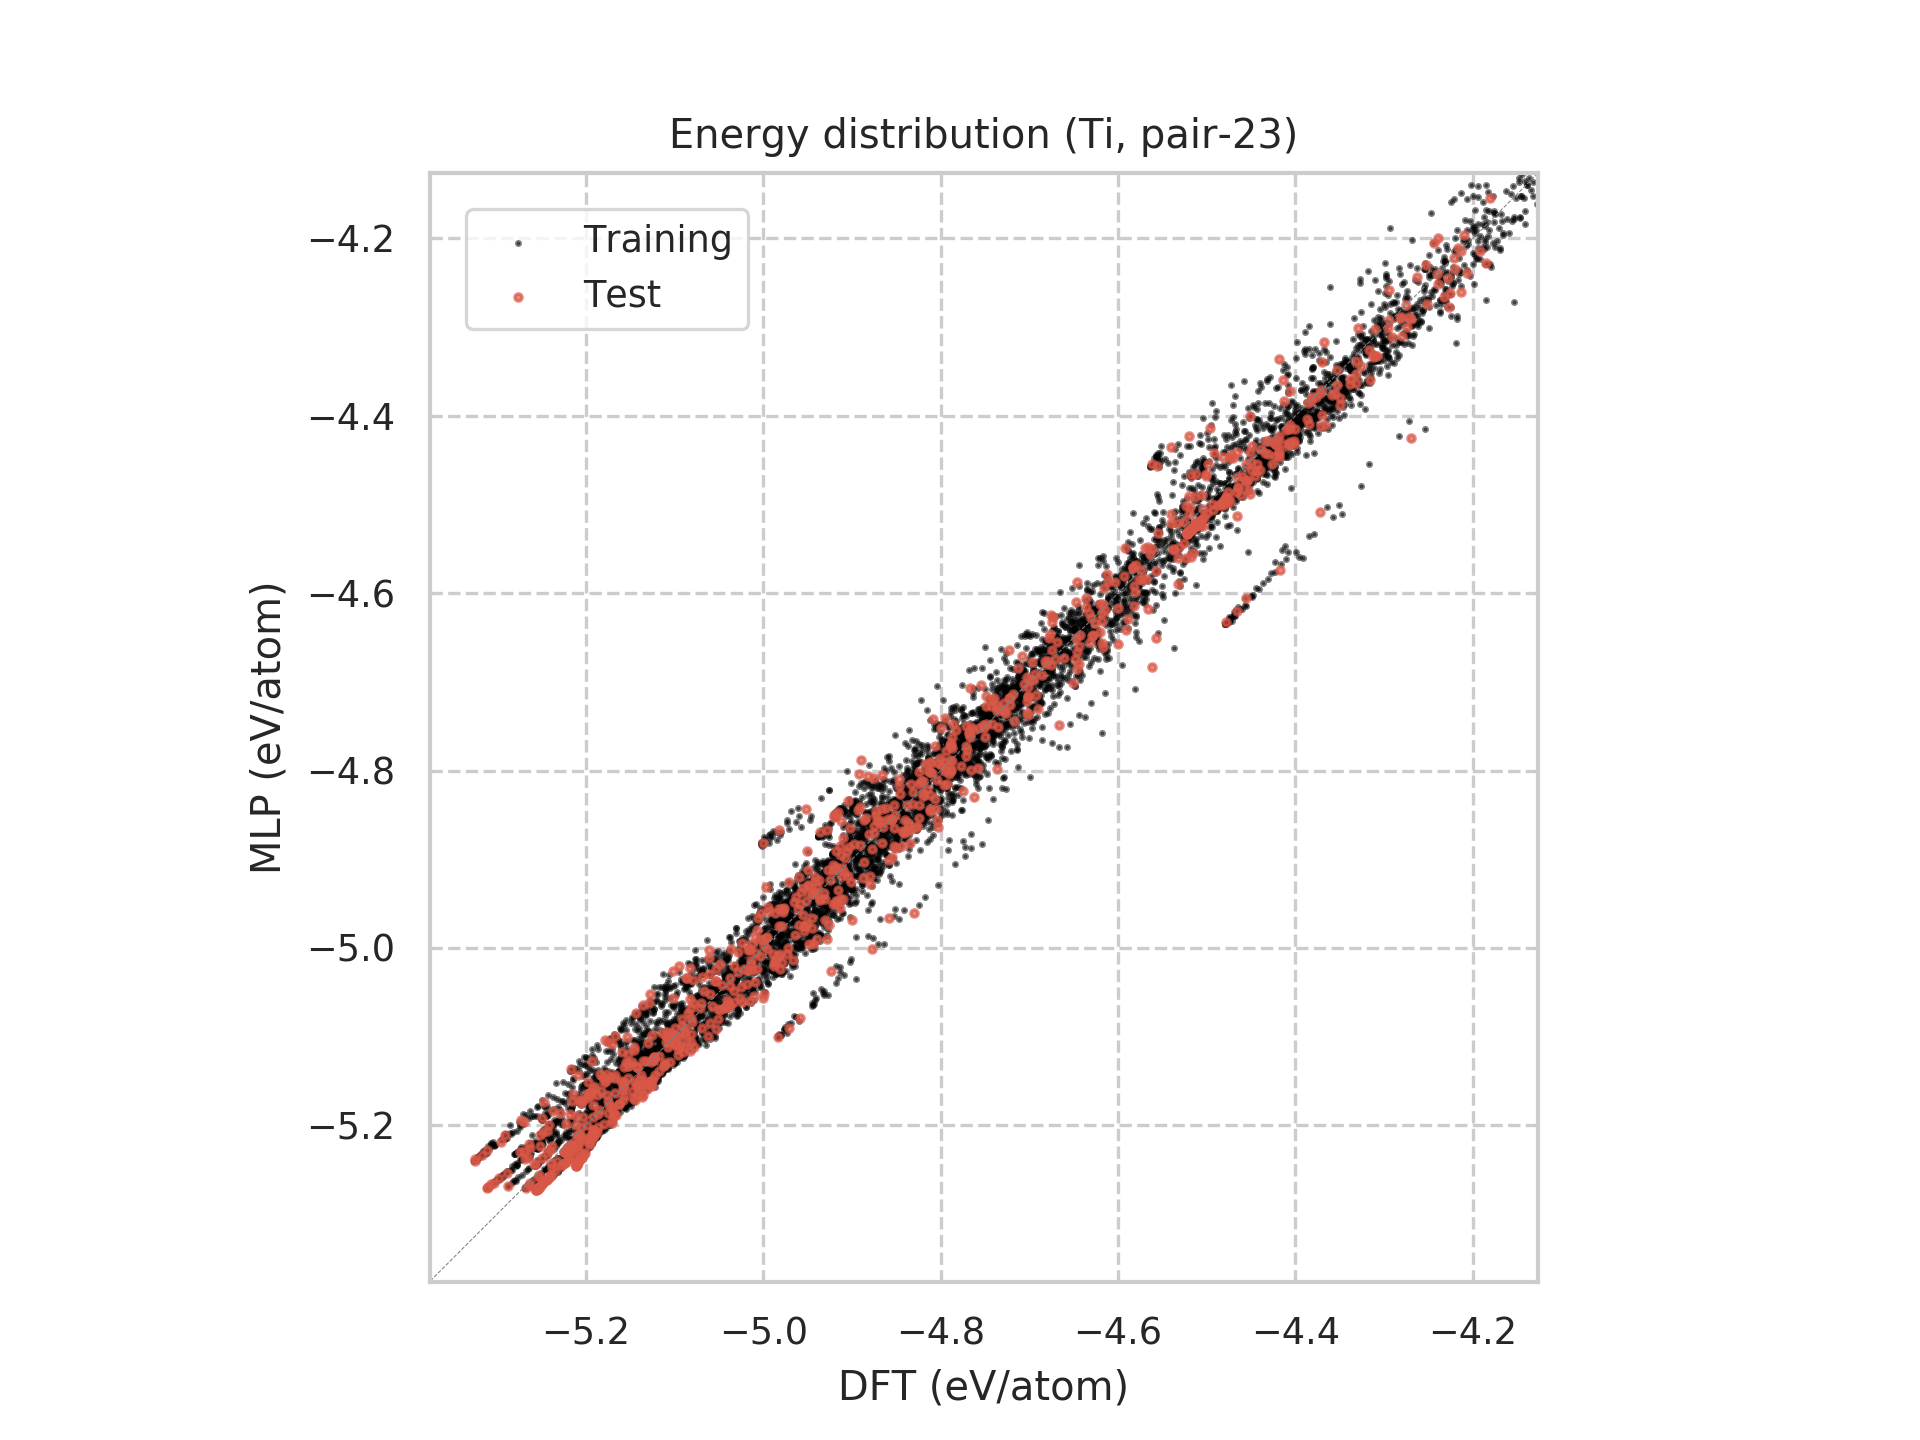 Energy distribution (Ti, pair-23)
Training
Test
−4.2
−4.4
−4.6
−4.8
−5.0
−5.2
MLP (eV/atom)
−5.2 −5.0 −4.8 −4.6 −4.4 −4.2
DFT (eV/atom)